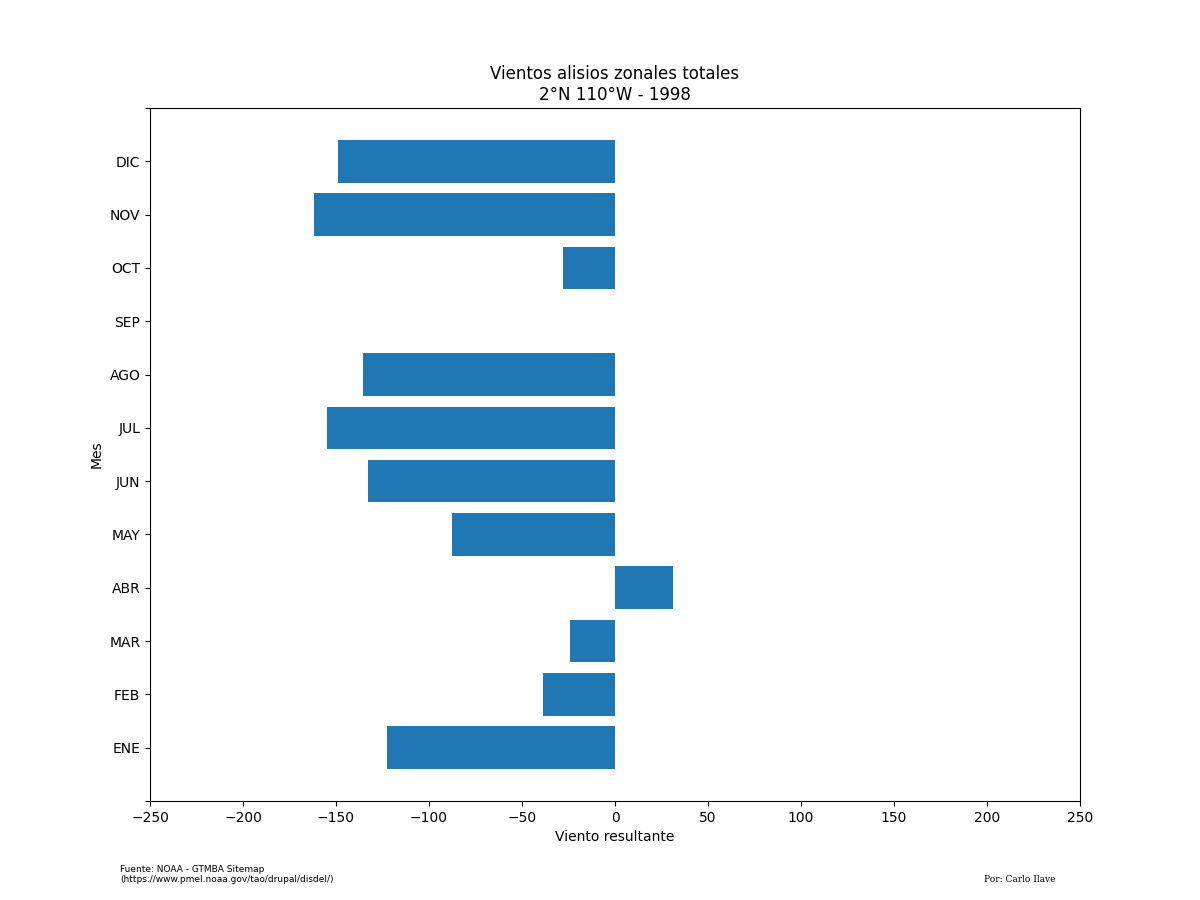 Vientos alisios zonales totales
2°N 110°W - 1998
DIC
NOV
OCT
SEP
AGO
JUL
JUN
MAY
ABR
MAR
FEB
ENE
Mes
−250 −200 −150 −100 −50 0 50 100 150 200 250
Viento resultante
Fuente: NOAA - GTMBA Sitemap
(https://www.pmel.noaa.gov/tao/drupal/disdel/)
Por: Carlo Ilave